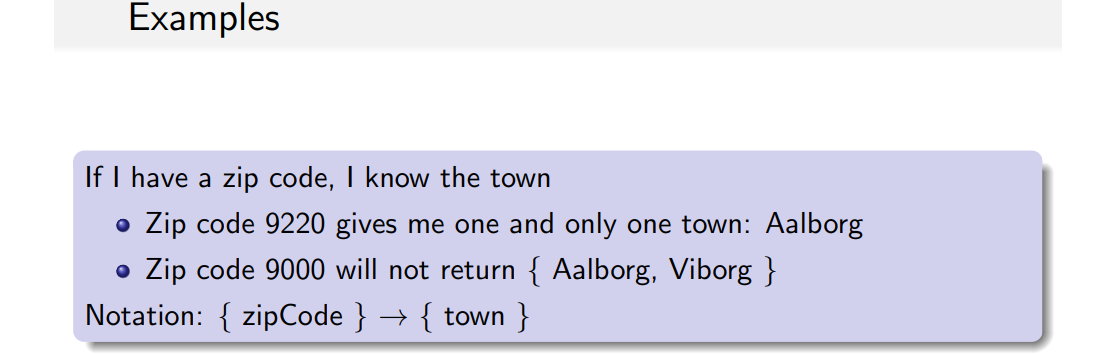 Examples
If I have a zip code, I know the town
Zip code 9220 gives me one and only one town: Aalborg
Zip code 9000 will not return { Aalborg, Viborg }
Notation: { zipCode } → { town }